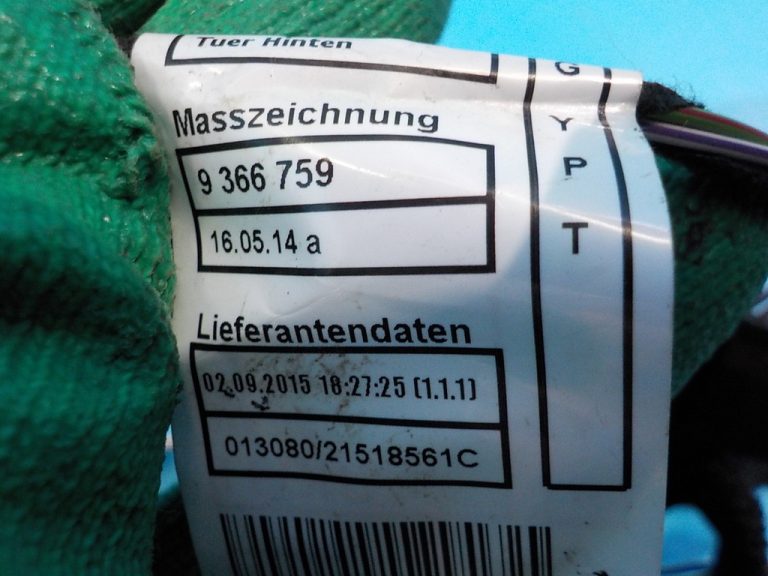 Tuer Hinten
Masszeichnung
9 366 759
16.05.14 a
Lieferantendaten
02.09.2015 18:27:25 (1.1.1)
013080/21518561C
G
Y
P
T